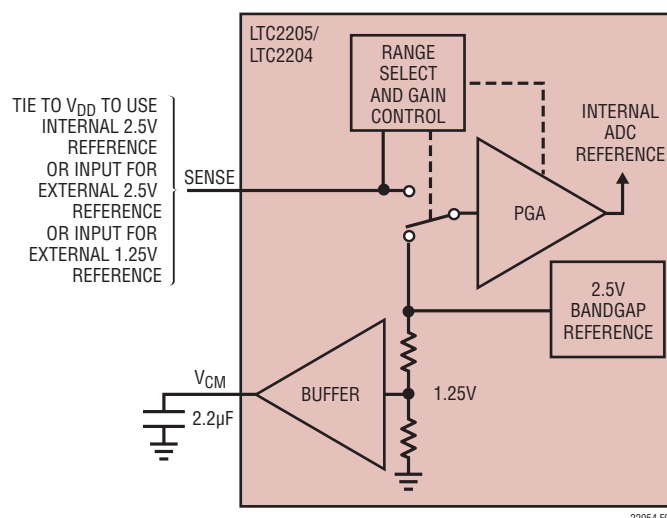 LTC2205/
LTC2204
RANGE
SELECT
AND GAIN
CONTROL
TIE TO VDD TO USE
INTERNAL 2.5V
REFERENCE
OR INPUT FOR
EXTERNAL 2.5V
REFERENCE
OR INPUT FOR
EXTERNAL 1.25V
REFERENCE
SENSE
PGA
INTERNAL
ADC
REFERENCE
2.5V
BANDGAP
REFERENCE
VCM
BUFFER
1.25V
2.2µF